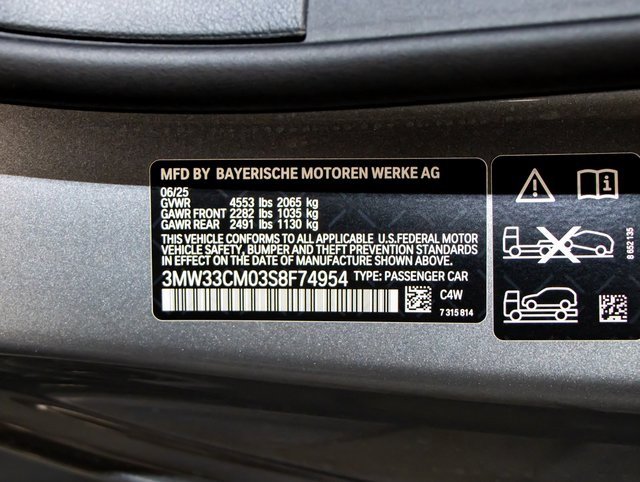 MFD BY BAYERISCHE MOTOREN WERKE AG
06/25
GVWR 4553 lbs 2065 kg
GAWR FRONT 2282 lbs 1035 kg
GAWR REAR 2491 lbs 1130 kg
THIS VEHICLE CONFORMS TO ALL APPLICABLE U.S.FEDERAL MOTOR
VEHICLE SAFETY, BUMPER AND THEFT PREVENTION STANDARDS
IN EFFECT ON THE DATE OF MANUFACTURE SHOWN ABOVE.
3MW33CM03S8F74954 TYPE: PASSENGER CAR
C4W
7 315 814
8 652 135